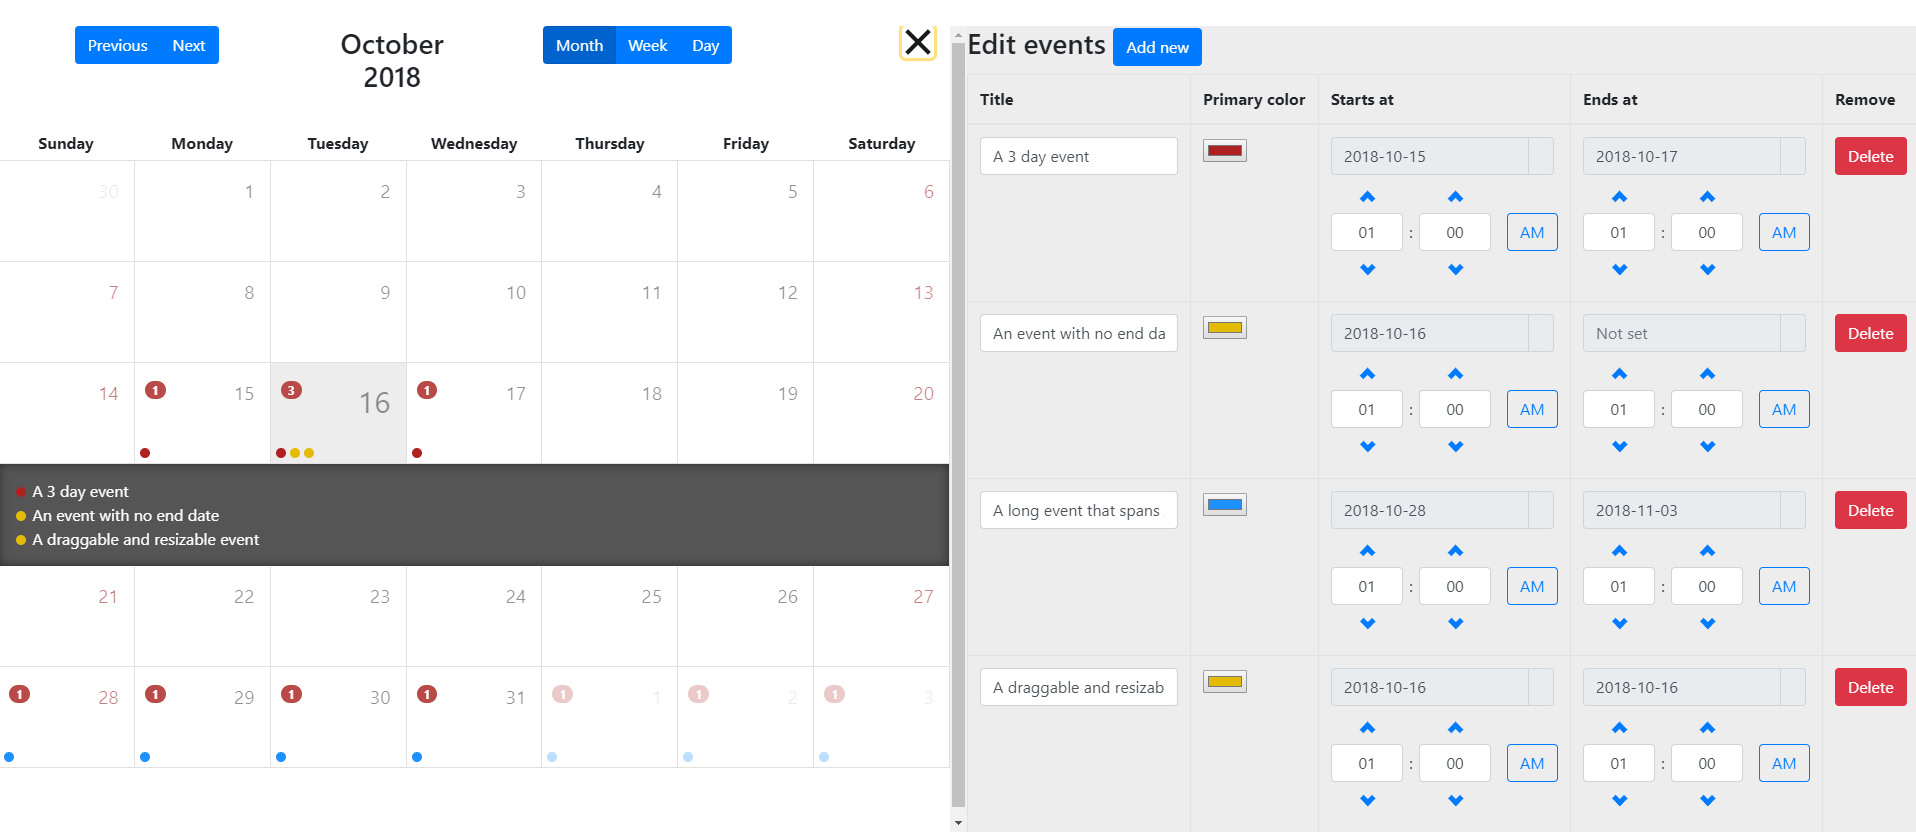 Previous Next
October
2018
Month Week Day
Sunday Monday Tuesday Wednesday Thursday Friday Saturday
30 1 2 3 4 5 6
7 8 9 10 11 12 13
14 1 15 3 16 1 17 18 19 20
A 3 day event
An event with no end date
A draggable and resizable event
21 22 23 24 25 26 27
1 28 1 29 1 30 1 31 1 1 1 2 1 3
Edit events Add new
Title Primary color Starts at Ends at Remove
A 3 day event 2018-10-15 2018-10-17 Delete
01 : 00 AM 01 : 00 AM
An event with no end da 2018-10-16 Not set Delete
01 : 00 AM 01 : 00 AM
A long event that spans 2018-10-28 2018-11-03 Delete
01 : 00 AM 01 : 00 AM
A draggable and resizab 2018-10-16 2018-10-16 Delete
01 : 00 AM 01 : 00 AM